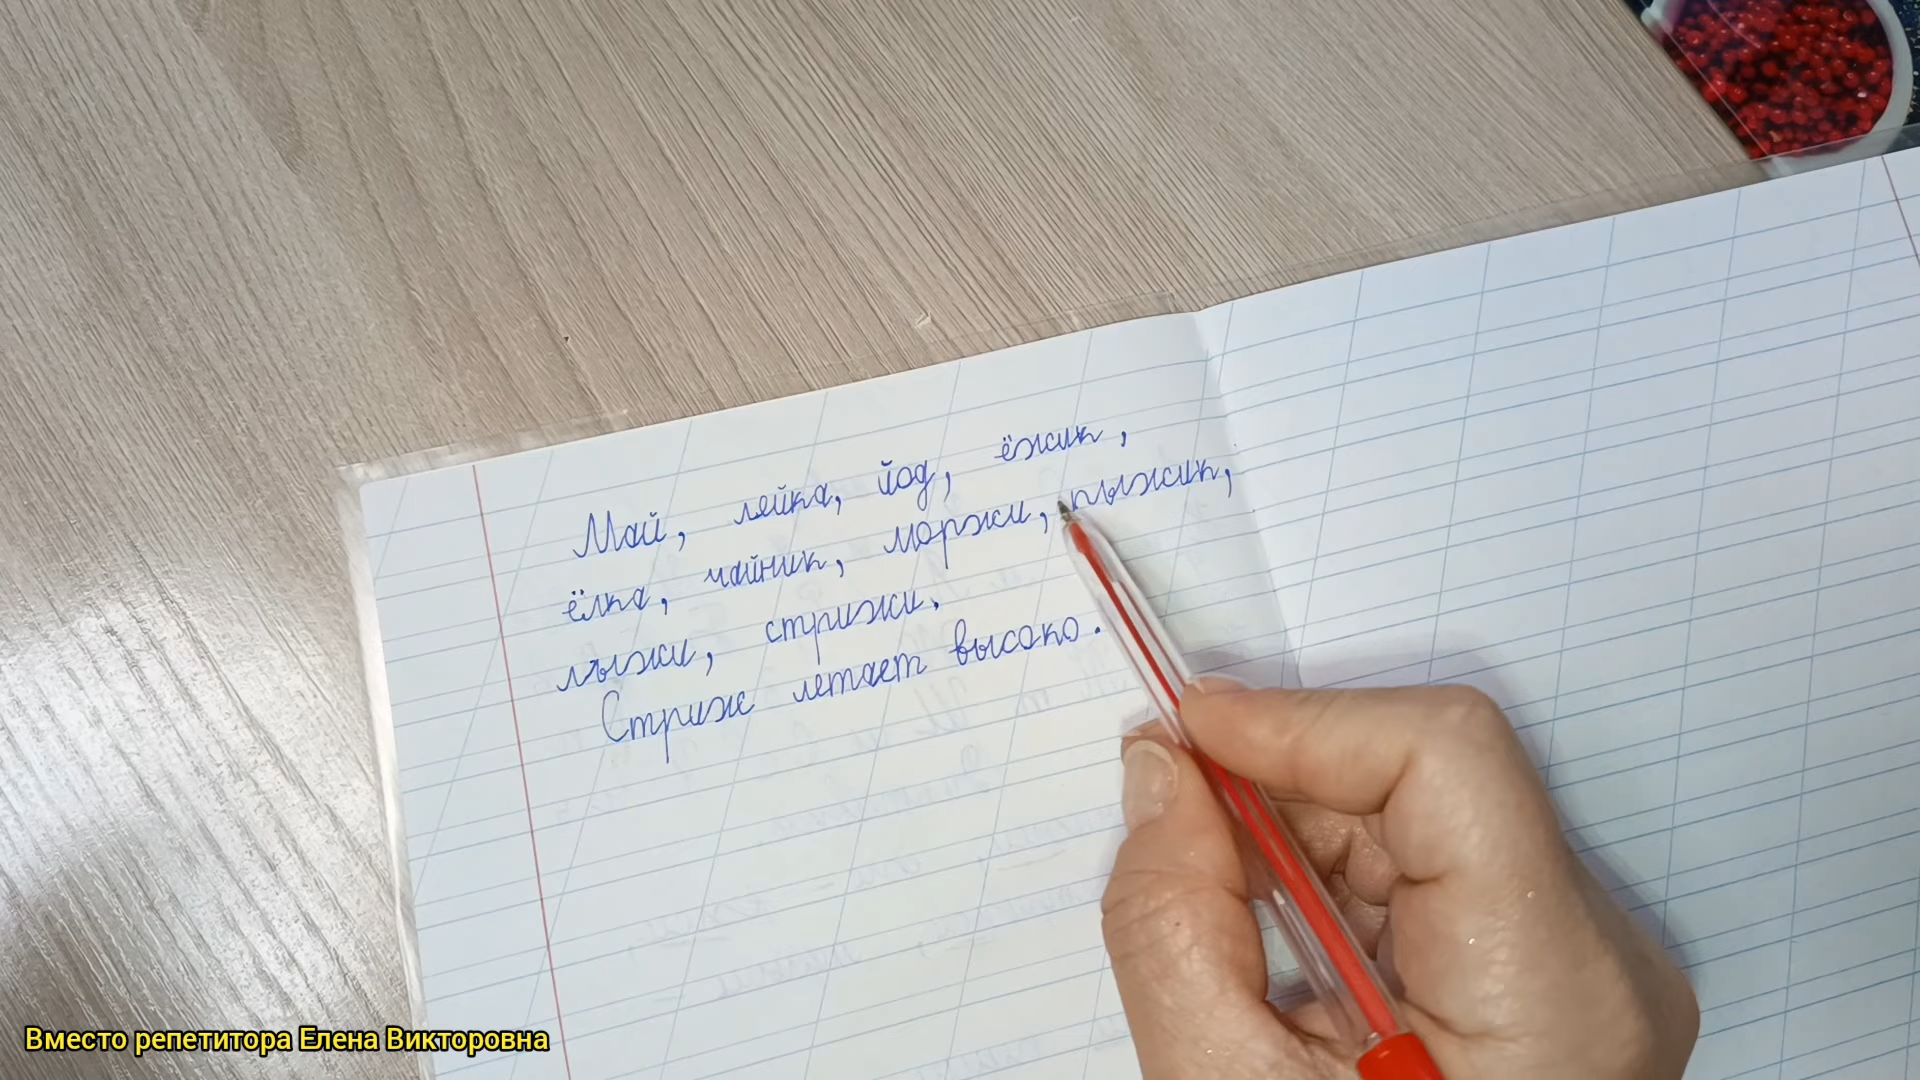 Май, лейка, йод, ёжик,
ёлка, чайник, моржи, рыжик,
лыжи, стрижи.
Стриж летает высоко.
Вместо репетитора Елена Викторовна